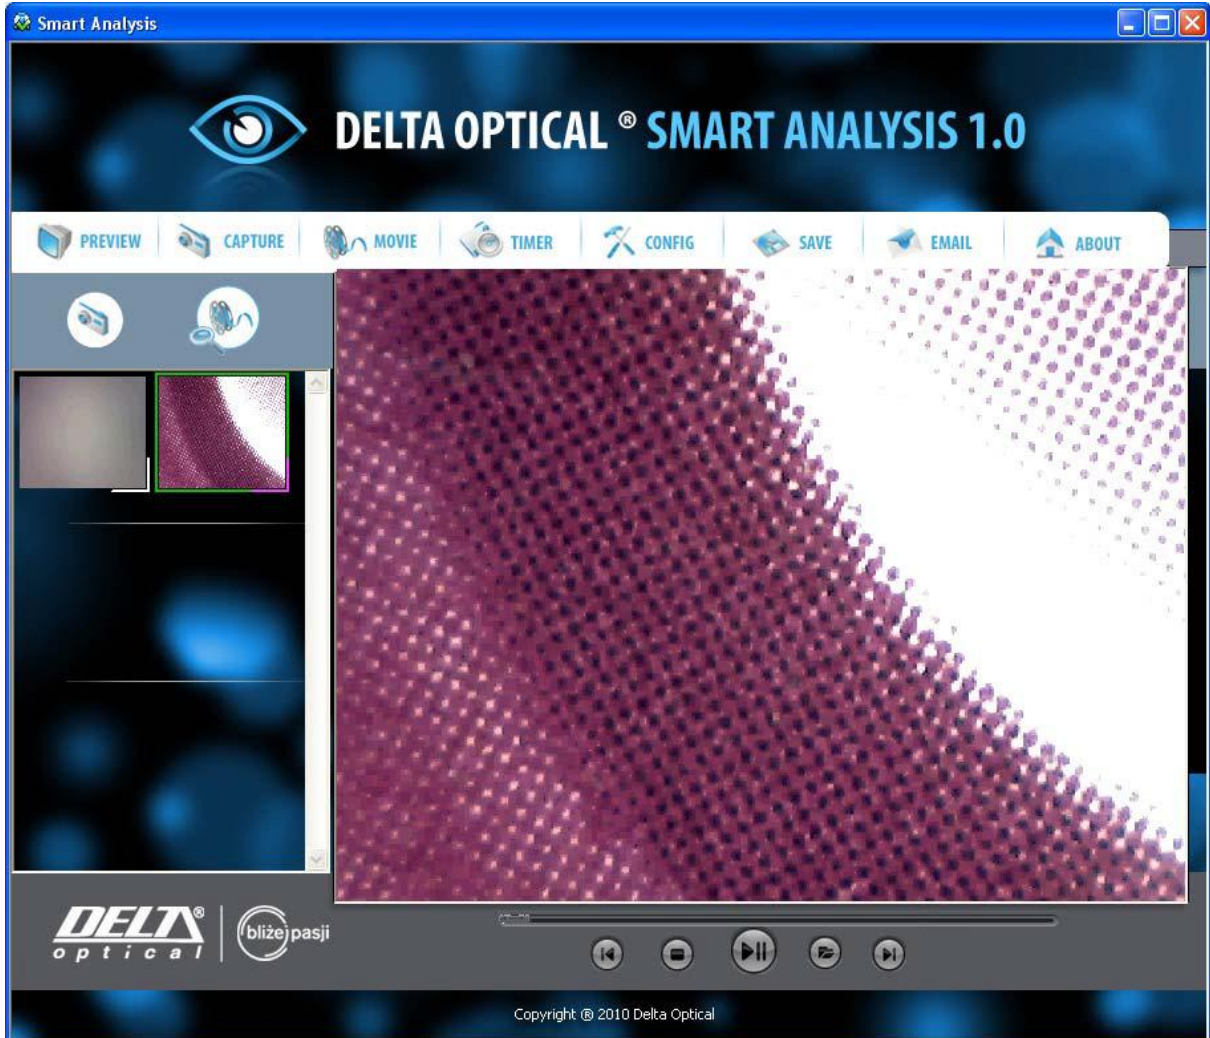 Smart Analysis
DELTA OPTICAL ® SMART ANALYSIS 1.0
PREVIEW CAPTURE MOVIE TIMER CONFIG SAVE EMAIL ABOUT
DELTA® bliżej pasji
optical
Copyright ® 2010 Delta Optical